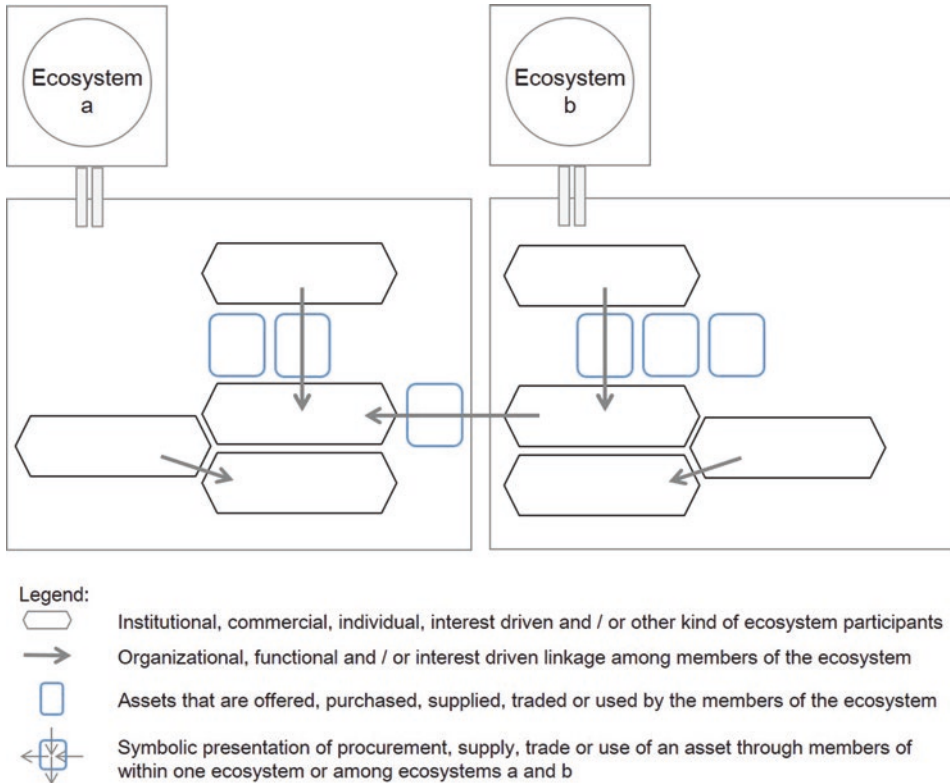 Ecosystem
a
Ecosystem
b
Legend:
Institutional, commercial, individual, interest driven and / or other kind of ecosystem participants
Organizational, functional and / or interest driven linkage among members of the ecosystem
Assets that are offered, purchased, supplied, traded or used by the members of the ecosystem
Symbolic presentation of procurement, supply, trade or use of an asset through members of
within one ecosystem or among ecosystems a and b